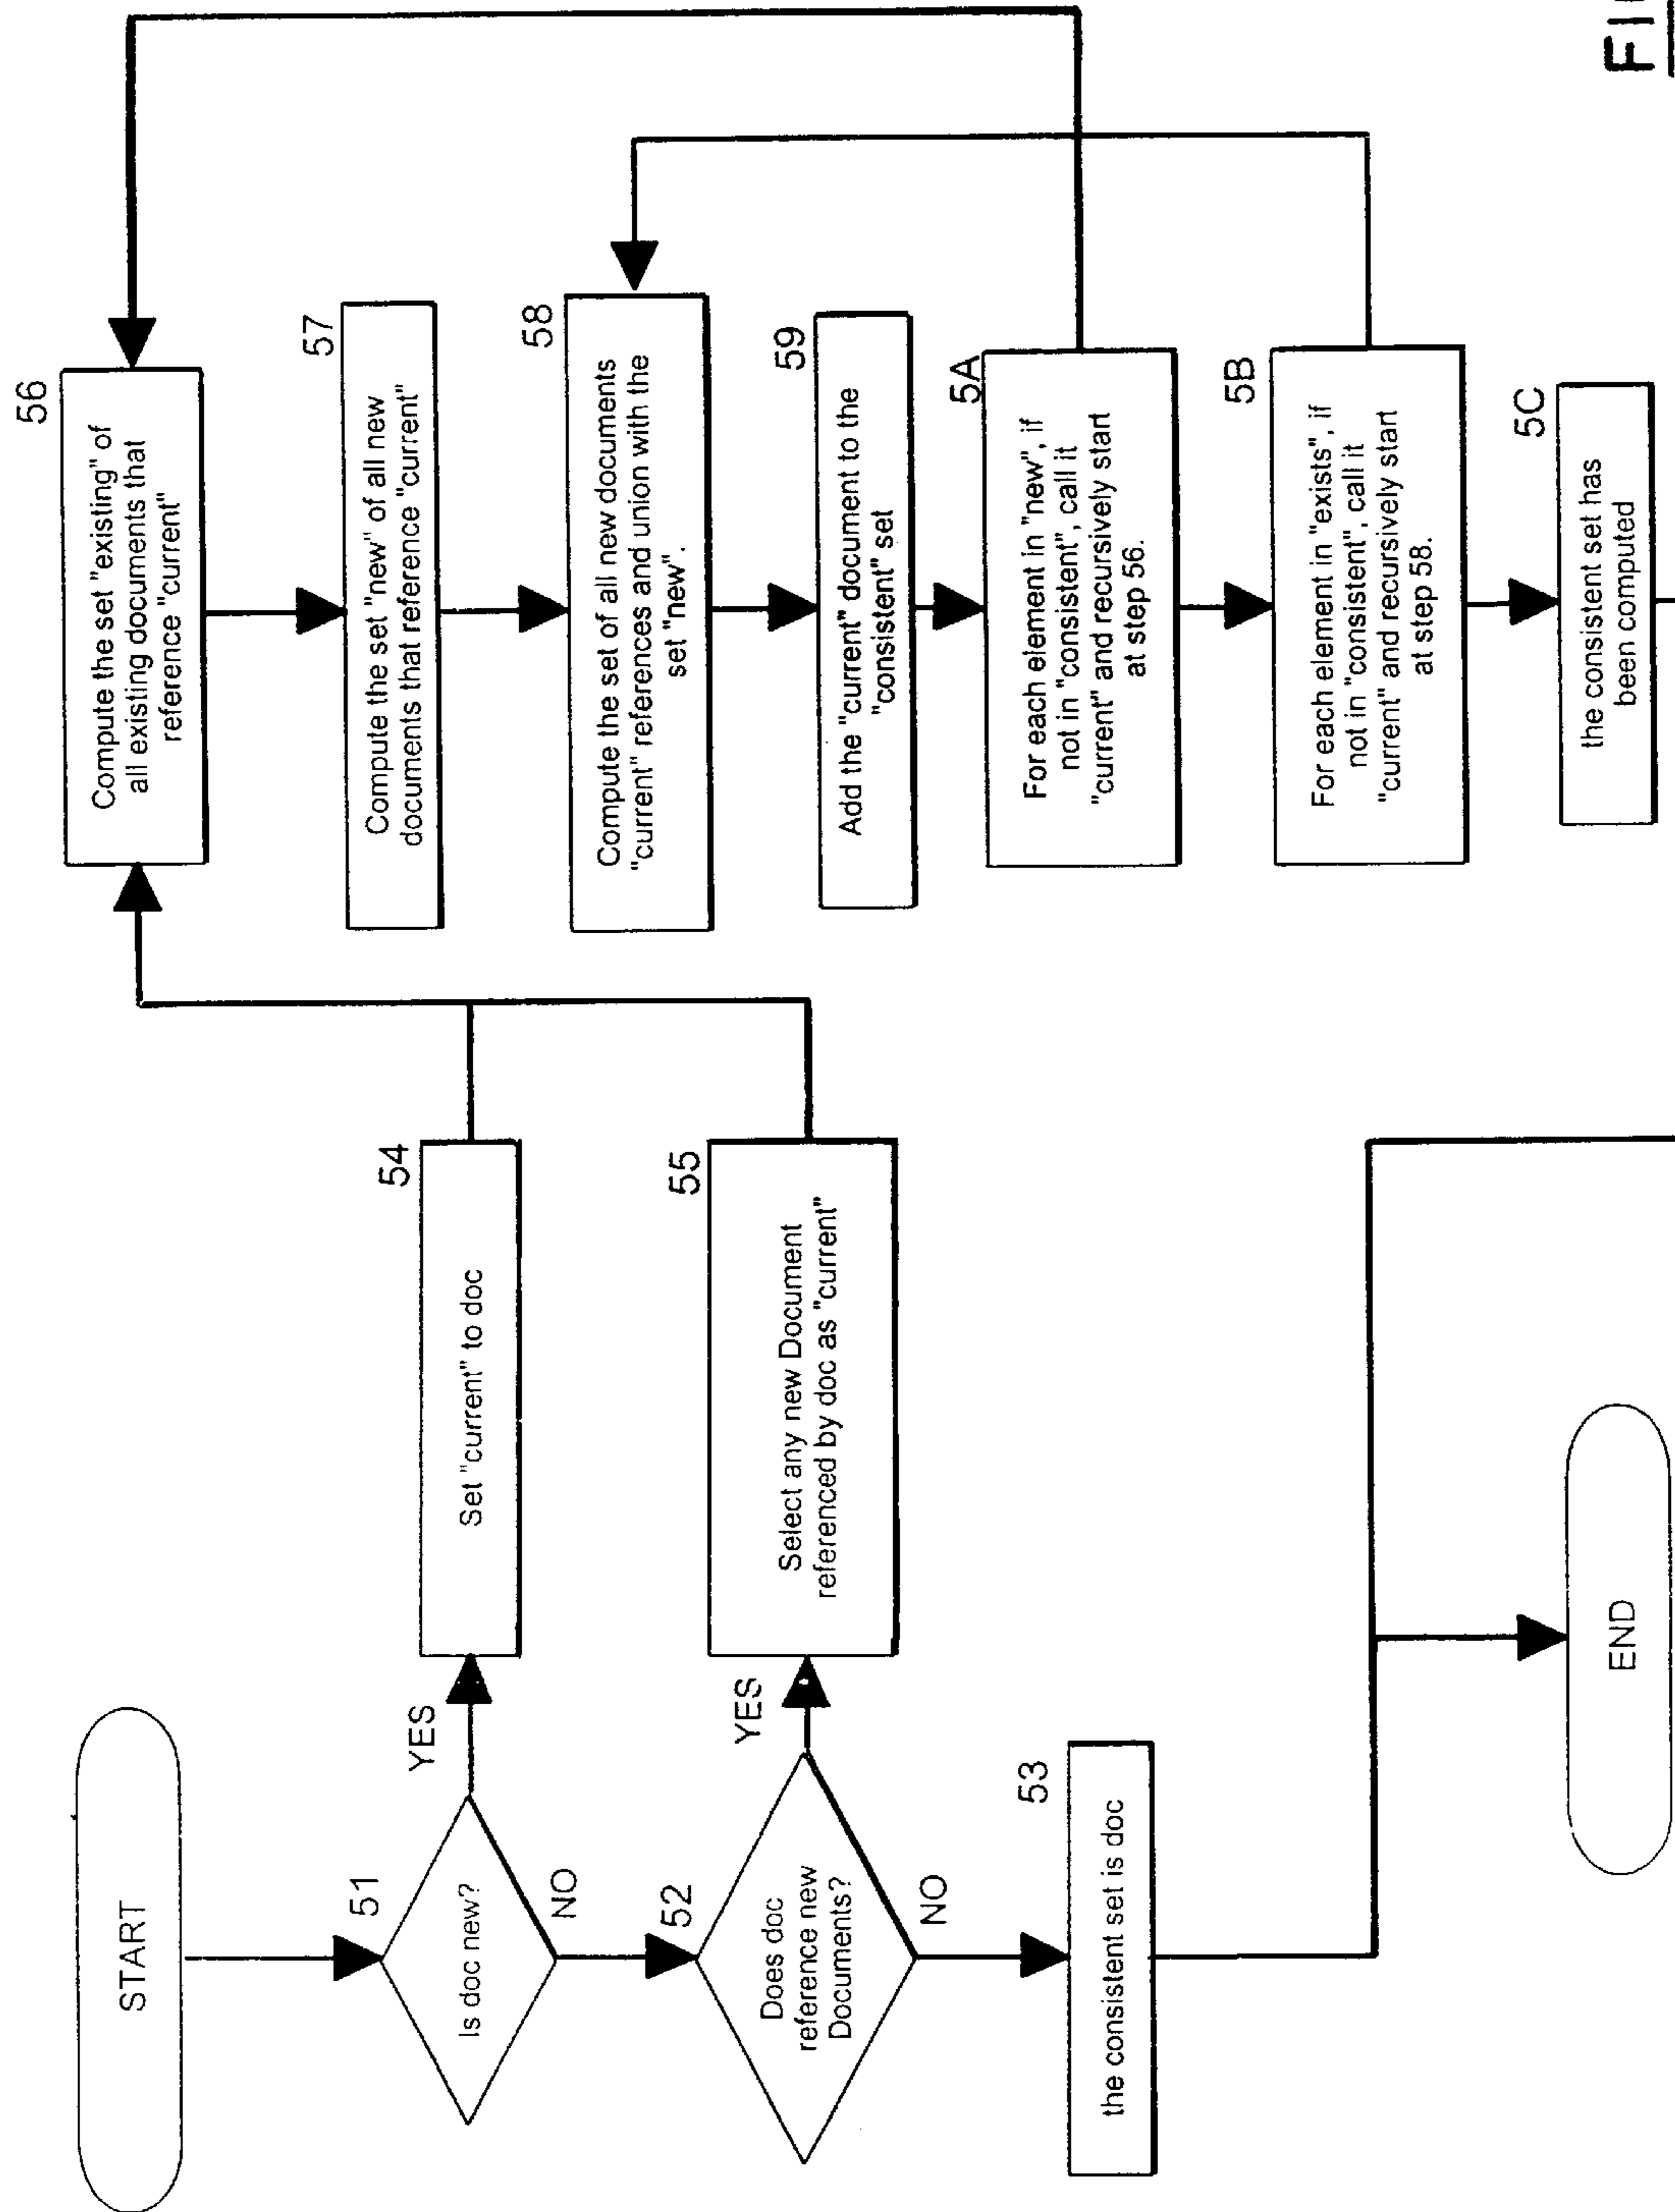 START
51
Is doc new?
YES
NO
52
Does doc
reference new
Documents?
YES
NO
53
the consistent set is doc
54
Set "current" to doc
55
Select any new Document
referenced by doc as "current"
56
Compute the set "existing" of
all existing documents that
reference "current"
57
Compute the set "new" of all new
documents that reference "current"
58
Compute the set of all new documents
"current" references and union with the
set "new".
59
Add the "current" document to the
"consistent" set
5A
For each element in "new", if
not in "consistent", call it
"current" and recursively start
at step 56.
5B
For each element in "exists", if
not in "consistent", call it
"current" and recursively start
at step 58.
5C
the consistent set has
been computed
END